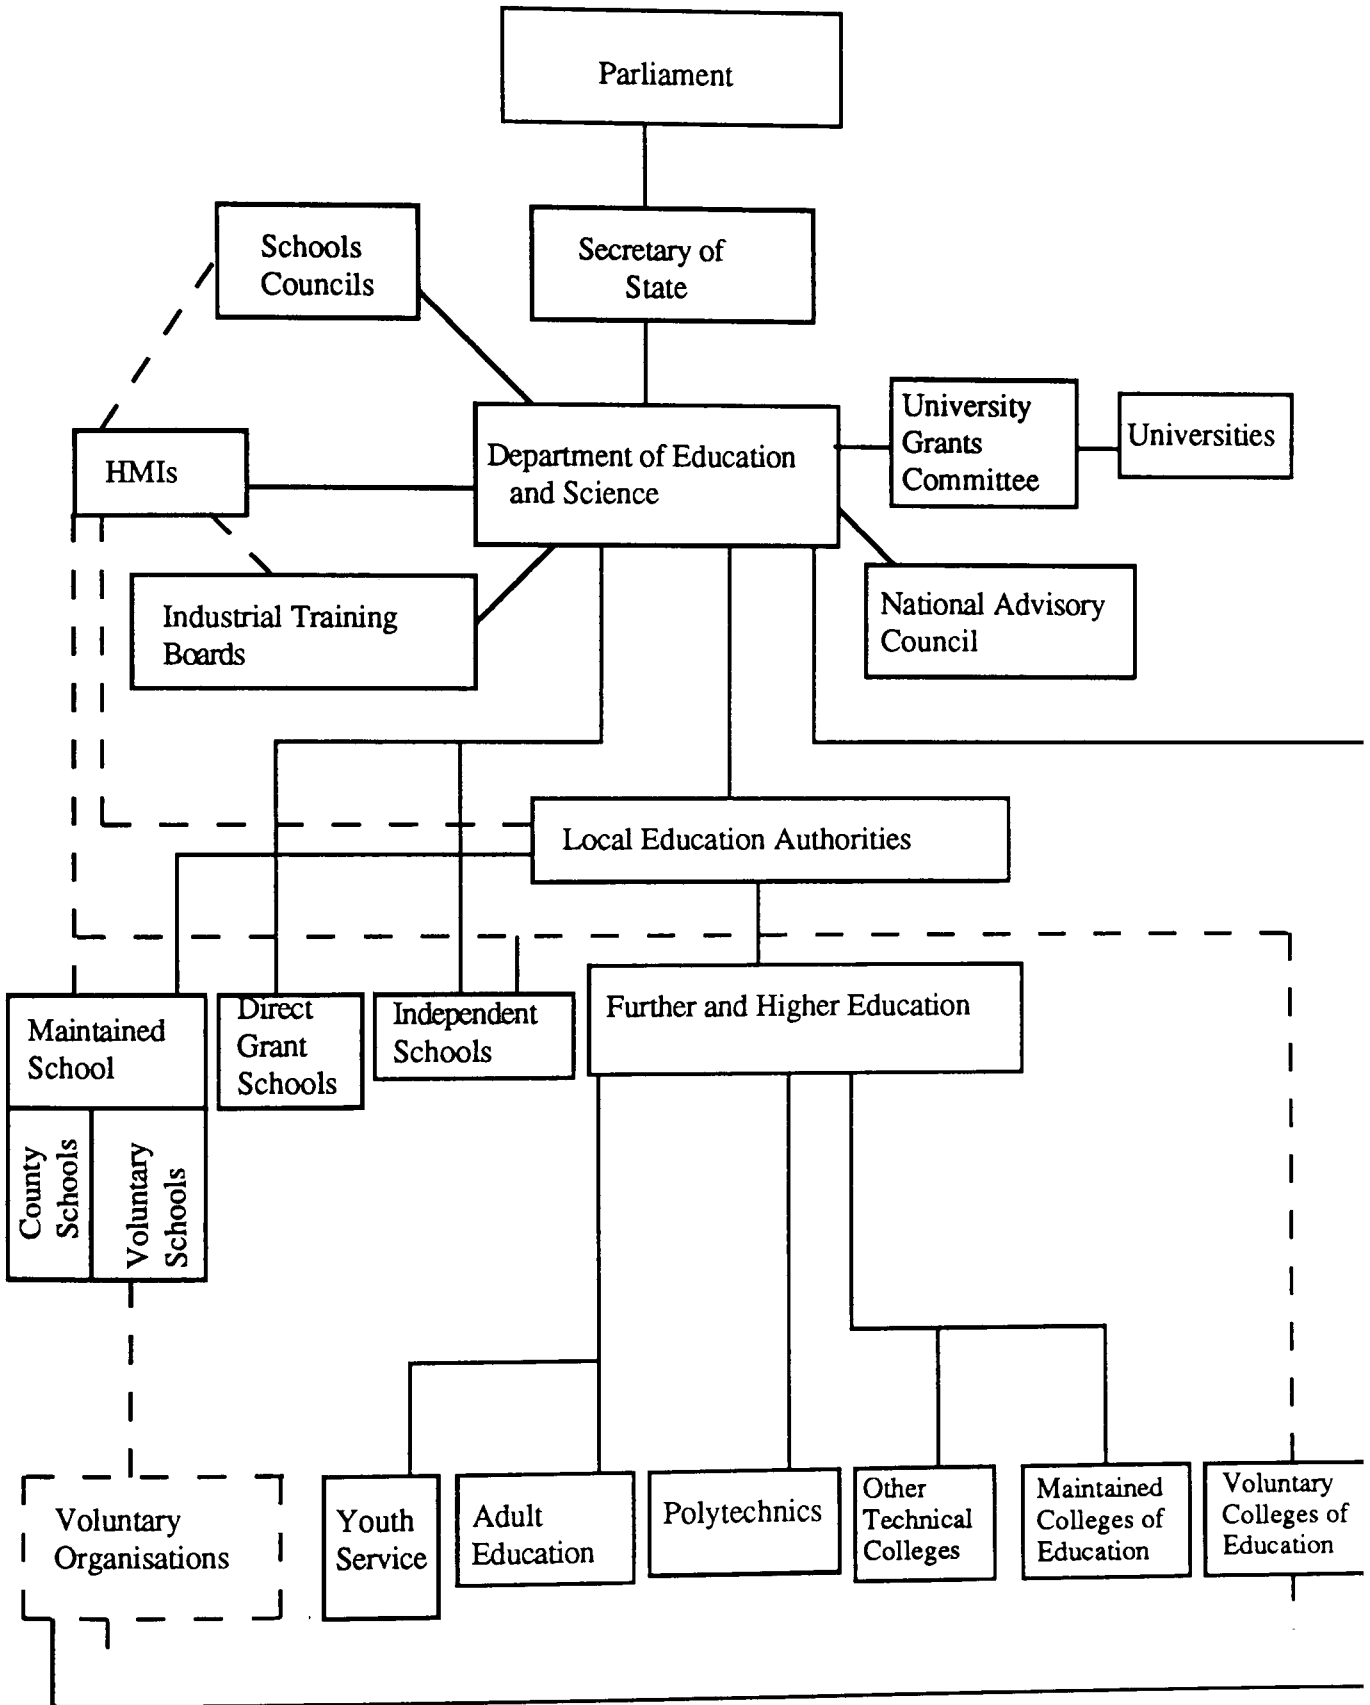 Parliament
Schools
Councils
Secretary of
State
University
Grants
Committee
Universities
HMIs
Department of Education
and Science
Industrial Training
Boards
National Advisory
Council
Local Education Authorities
Maintained
School
Direct
Grant
Schools
Independent
Schools
Further and Higher Education
County
Schools
Voluntary
Schools
Voluntary
Organisations
Youth
Service
Adult
Education
Polytechnics
Other
Technical
Colleges
Maintained
Colleges of
Education
Voluntary
Colleges of
Education